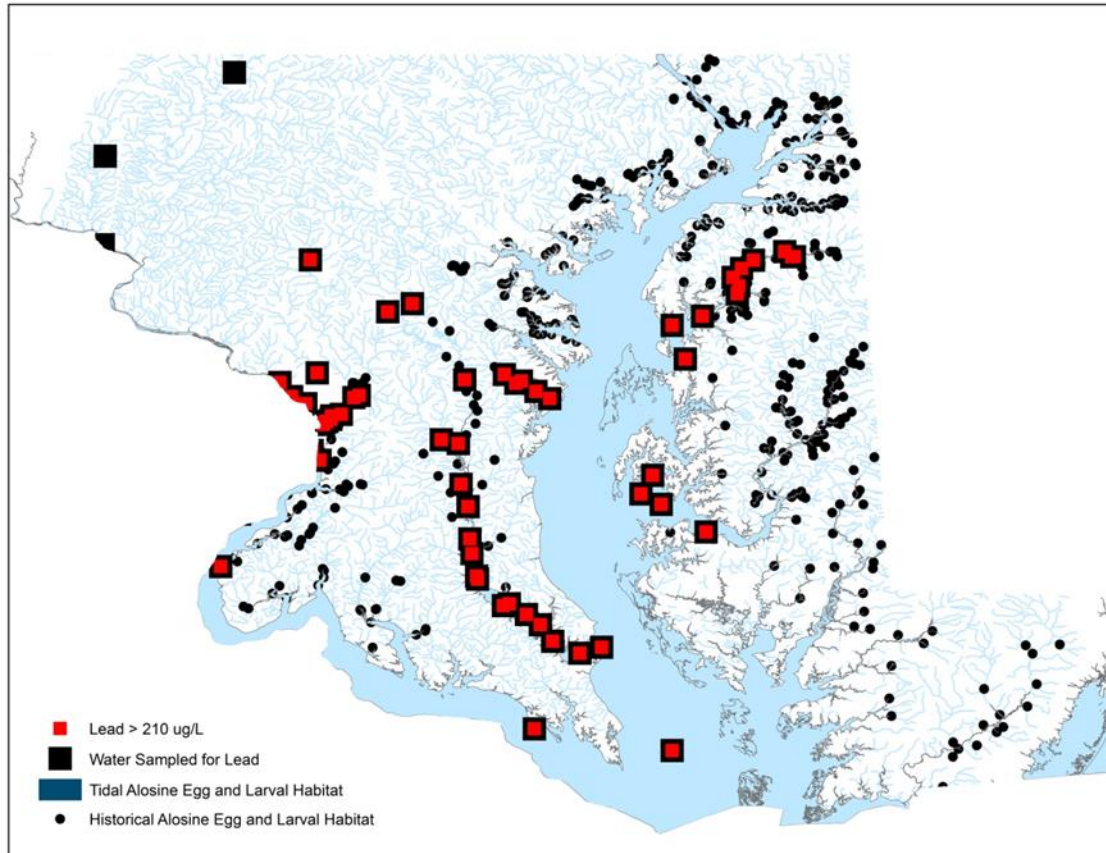 Lead > 210 ug/L
Water Sampled for Lead
Tidal Alosine Egg and Larval Habitat
Historical Alosine Egg and Larval Habitat